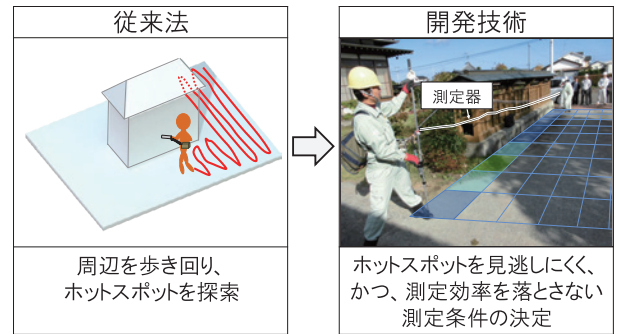 従来法
周辺を歩き回り、
ホットスポットを探索
開発技術
測定器
ホットスポットを見逃しにくく、
かつ、測定効率を落とさない
測定条件の決定